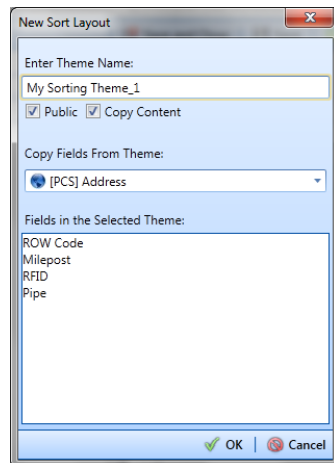 New Sort Layout
Enter Theme Name:
My Sorting Theme_1
Public Copy Content
Copy Fields From Theme:
[PCS] Address
Fields in the Selected Theme:
ROW Code
Milepost
RFID
Pipe
OK | Cancel